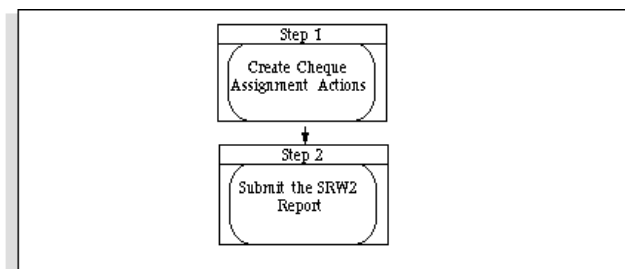 Step 1
Create Cheque
Assignment Actions
Step 2
Submit the SRW2
Report